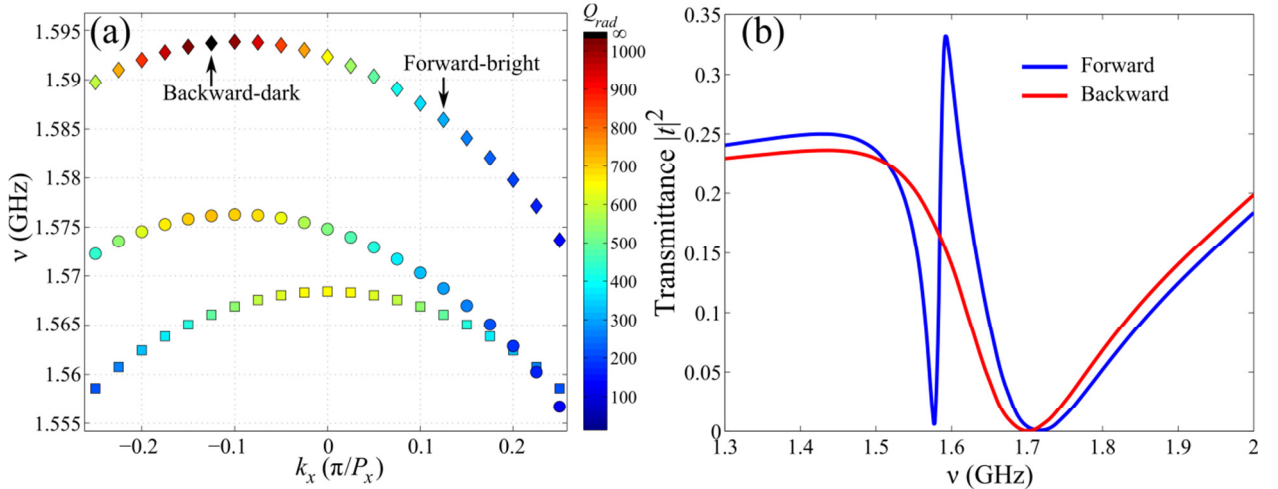 (a)
Q_rad
∞
1000
900
800
700
600
500
400
300
200
100
Backward-dark
Forward-bright
1.595
1.59
1.585
1.58
1.575
1.57
1.565
1.56
1.555
ν (GHz)
−0.2 −0.1 0 0.1 0.2
k_x (π/P_x)
(b)
Forward
Backward
0.35
0.3
0.25
0.2
0.15
0.1
0.05
0
Transmittance |t|²
1.3 1.4 1.5 1.6 1.7 1.8 1.9 2
ν (GHz)